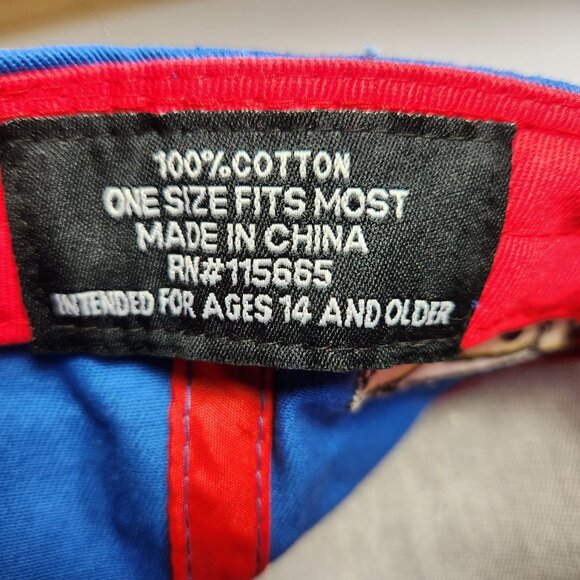 100% COTTON
ONE SIZE FITS MOST
MADE IN CHINA
RN#115665
INTENDED FOR AGES 14 AND OLDER